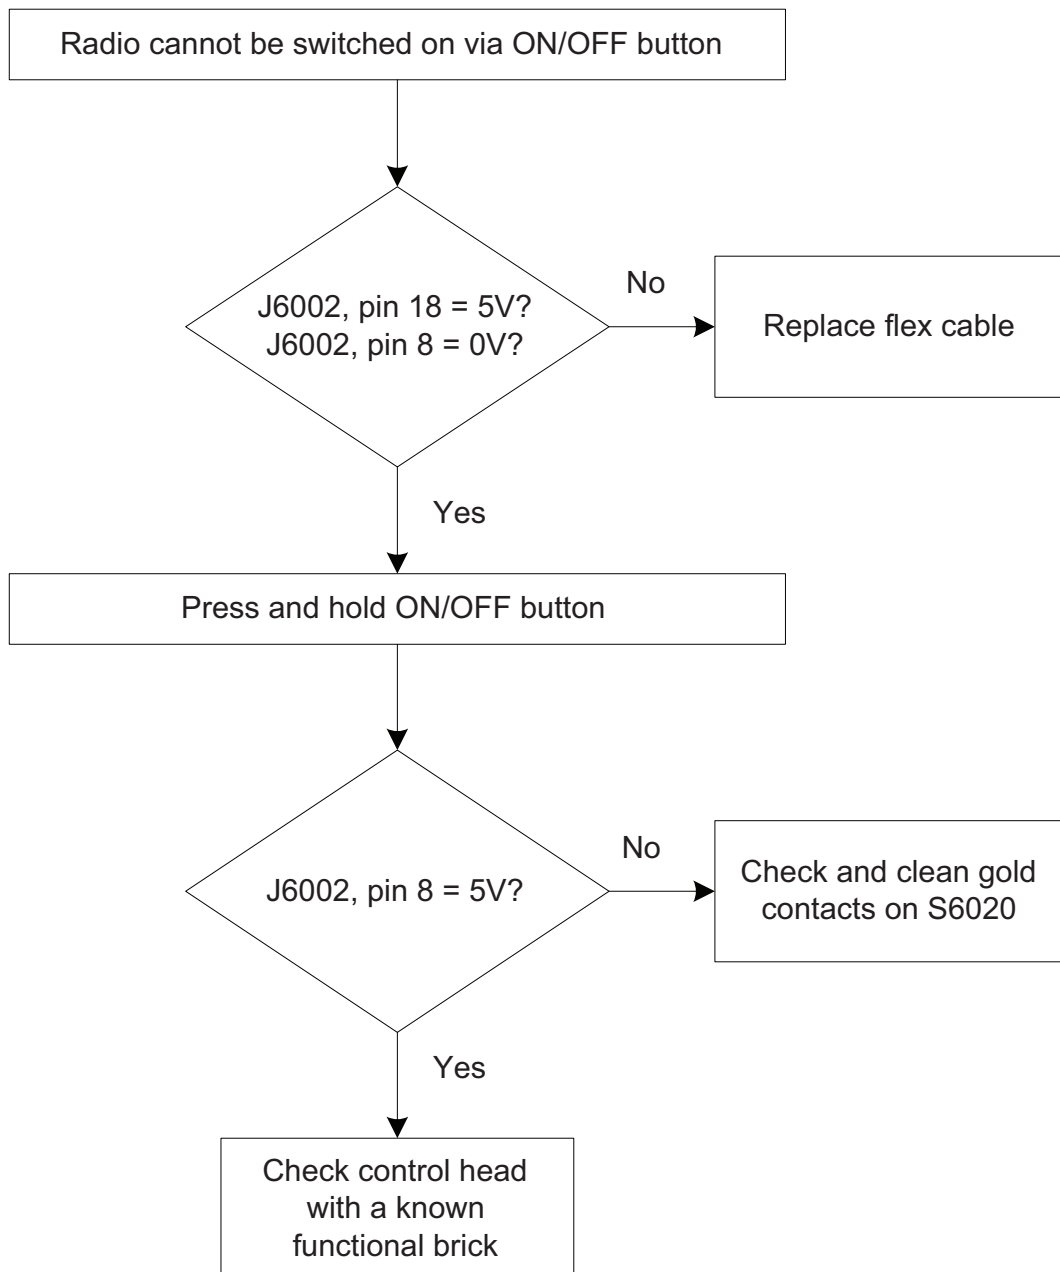 Radio cannot be switched on via ON/OFF button
J6002, pin 18 = 5V?
J6002, pin 8 = 0V?
No
Replace flex cable
Yes
Press and hold ON/OFF button
J6002, pin 8 = 5V?
No
Check and clean gold
contacts on S6020
Yes
Check control head
with a known
functional brick